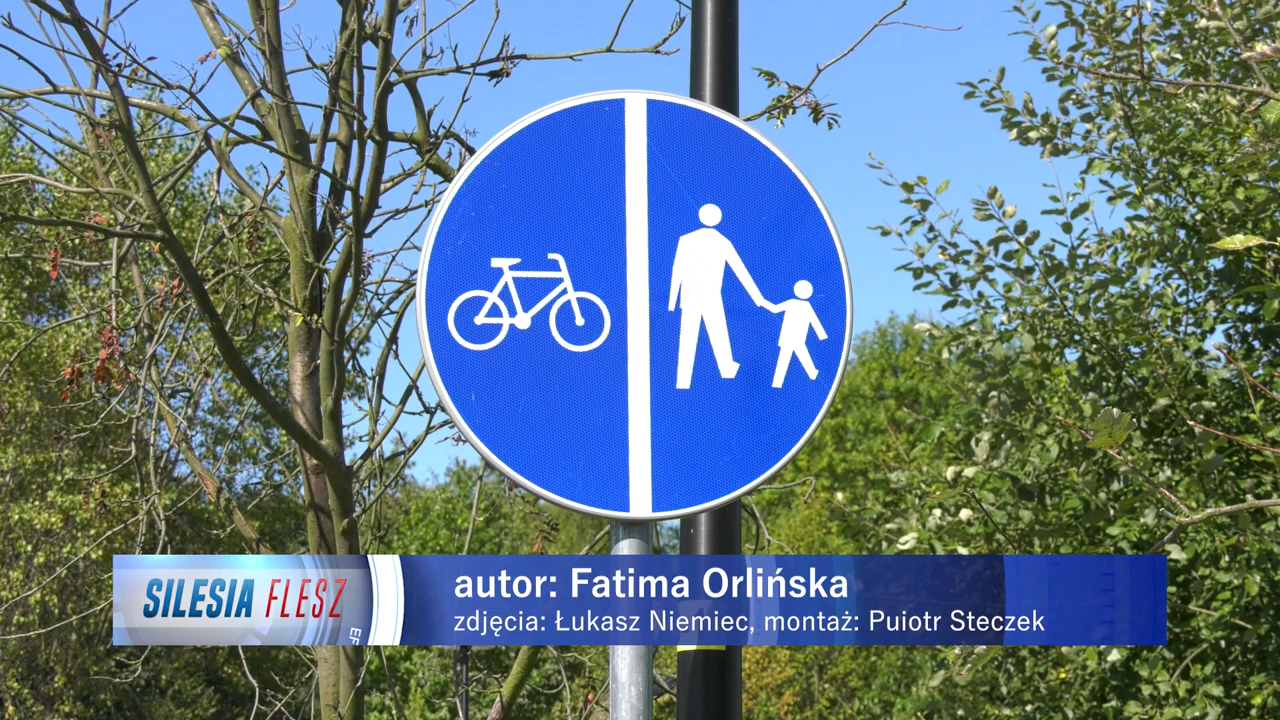 SILESIA FLESZ
autor: Fatima Orlińska
zdjęcia: Łukasz Niemiec, montaż: Puiotr Steczek